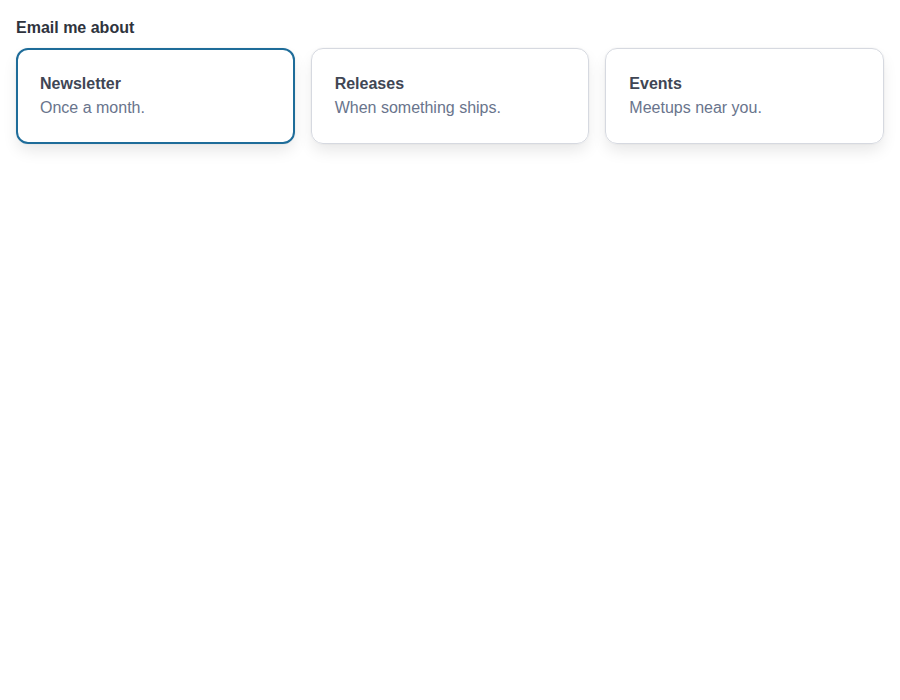 Email me about
Newsletter
Once a month.
Releases
When something ships.
Events
Meetups near you.